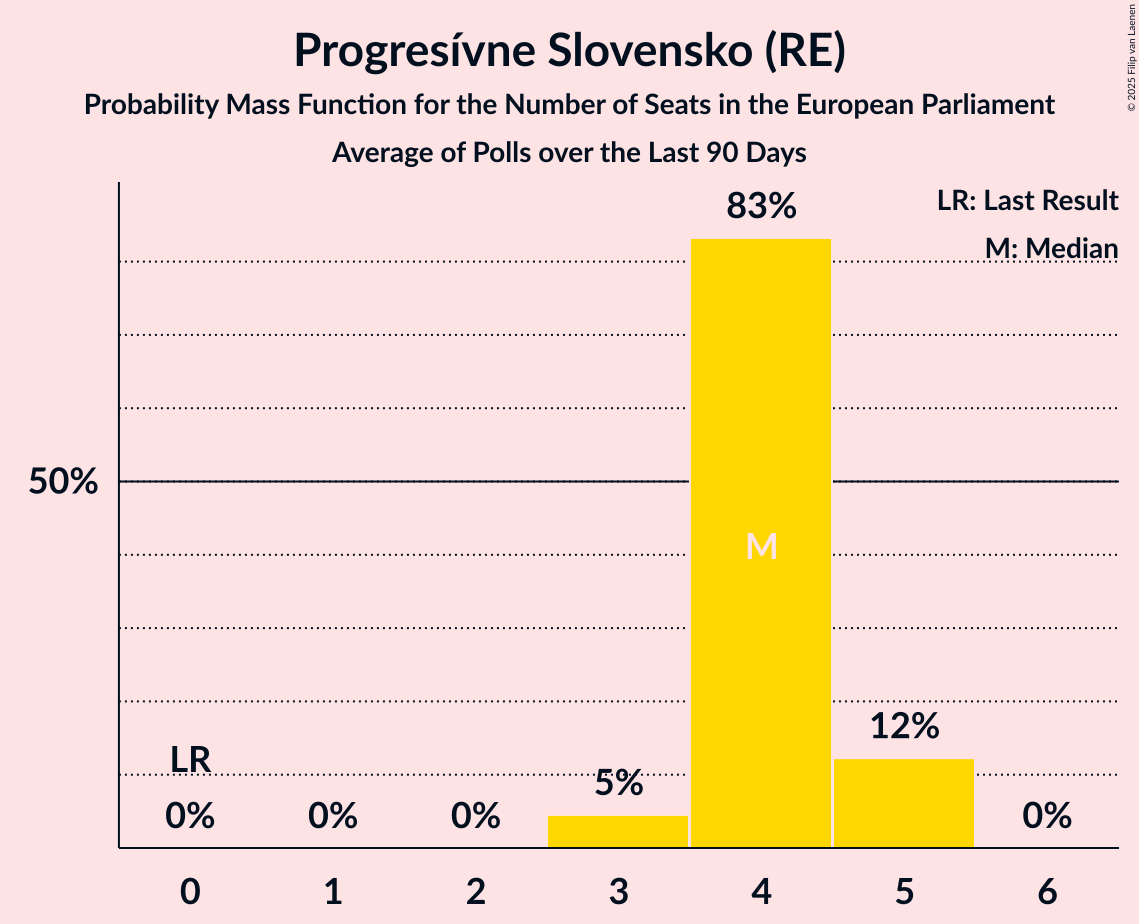 Progresívne Slovensko (RE)
Probability Mass Function for the Number of Seats in the European Parliament
Average of Polls over the Last 90 Days
© 2025 Filip van Laenen
LR: Last Result
M: Median
83%
50%
M
12%
LR
5%
0%
0%
0%
0%
0
1
2
3
4
5
6